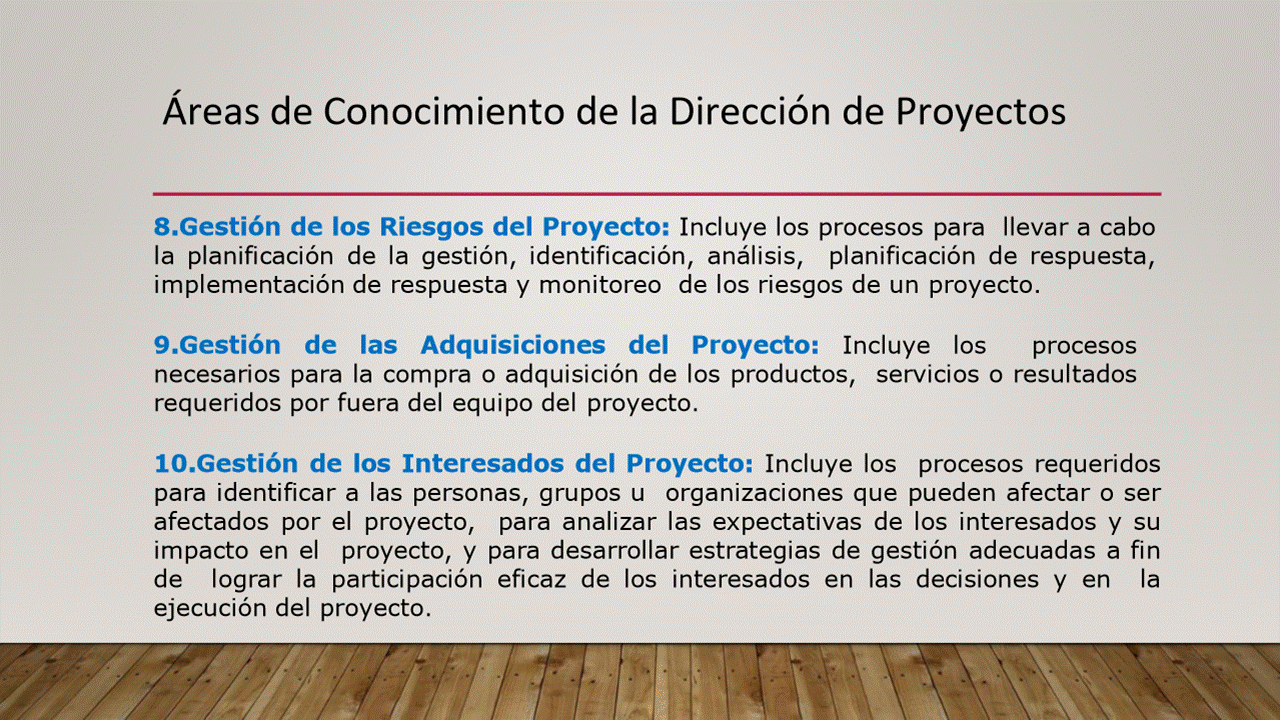 Áreas de Conocimiento de la Dirección de Proyectos
8.Gestión de los Riesgos del Proyecto: Incluye los procesos para llevar a cabo
la planificación de la gestión, identificación, análisis, planificación de respuesta,
implementación de respuesta y monitoreo de los riesgos de un proyecto.
9.Gestión de las Adquisiciones del Proyecto: Incluye los procesos
necesarios para la compra o adquisición de los productos, servicios o resultados
requeridos por fuera del equipo del proyecto.
10.Gestión de los Interesados del Proyecto: Incluye los procesos requeridos
para identificar a las personas, grupos u organizaciones que pueden afectar o ser
afectados por el proyecto, para analizar las expectativas de los interesados y su
impacto en el proyecto, y para desarrollar estrategias de gestión adecuadas a fin
de lograr la participación eficaz de los interesados en las decisiones y en la
ejecución del proyecto.